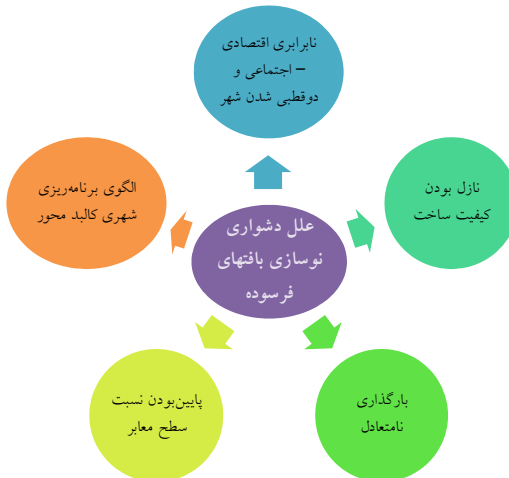 نابرابری اقتصادی
– اجتماعی و
دوقطبی شدن شهر
نازل بودن
کیفیت ساخت
الگوی برنامه‌ریزی
شهری کالبد محور
علل دشواری
نوسازی بافتهای
فرسوده
بارگذاری
نامتعادل
پایین‌بودن نسبت
سطح معابر